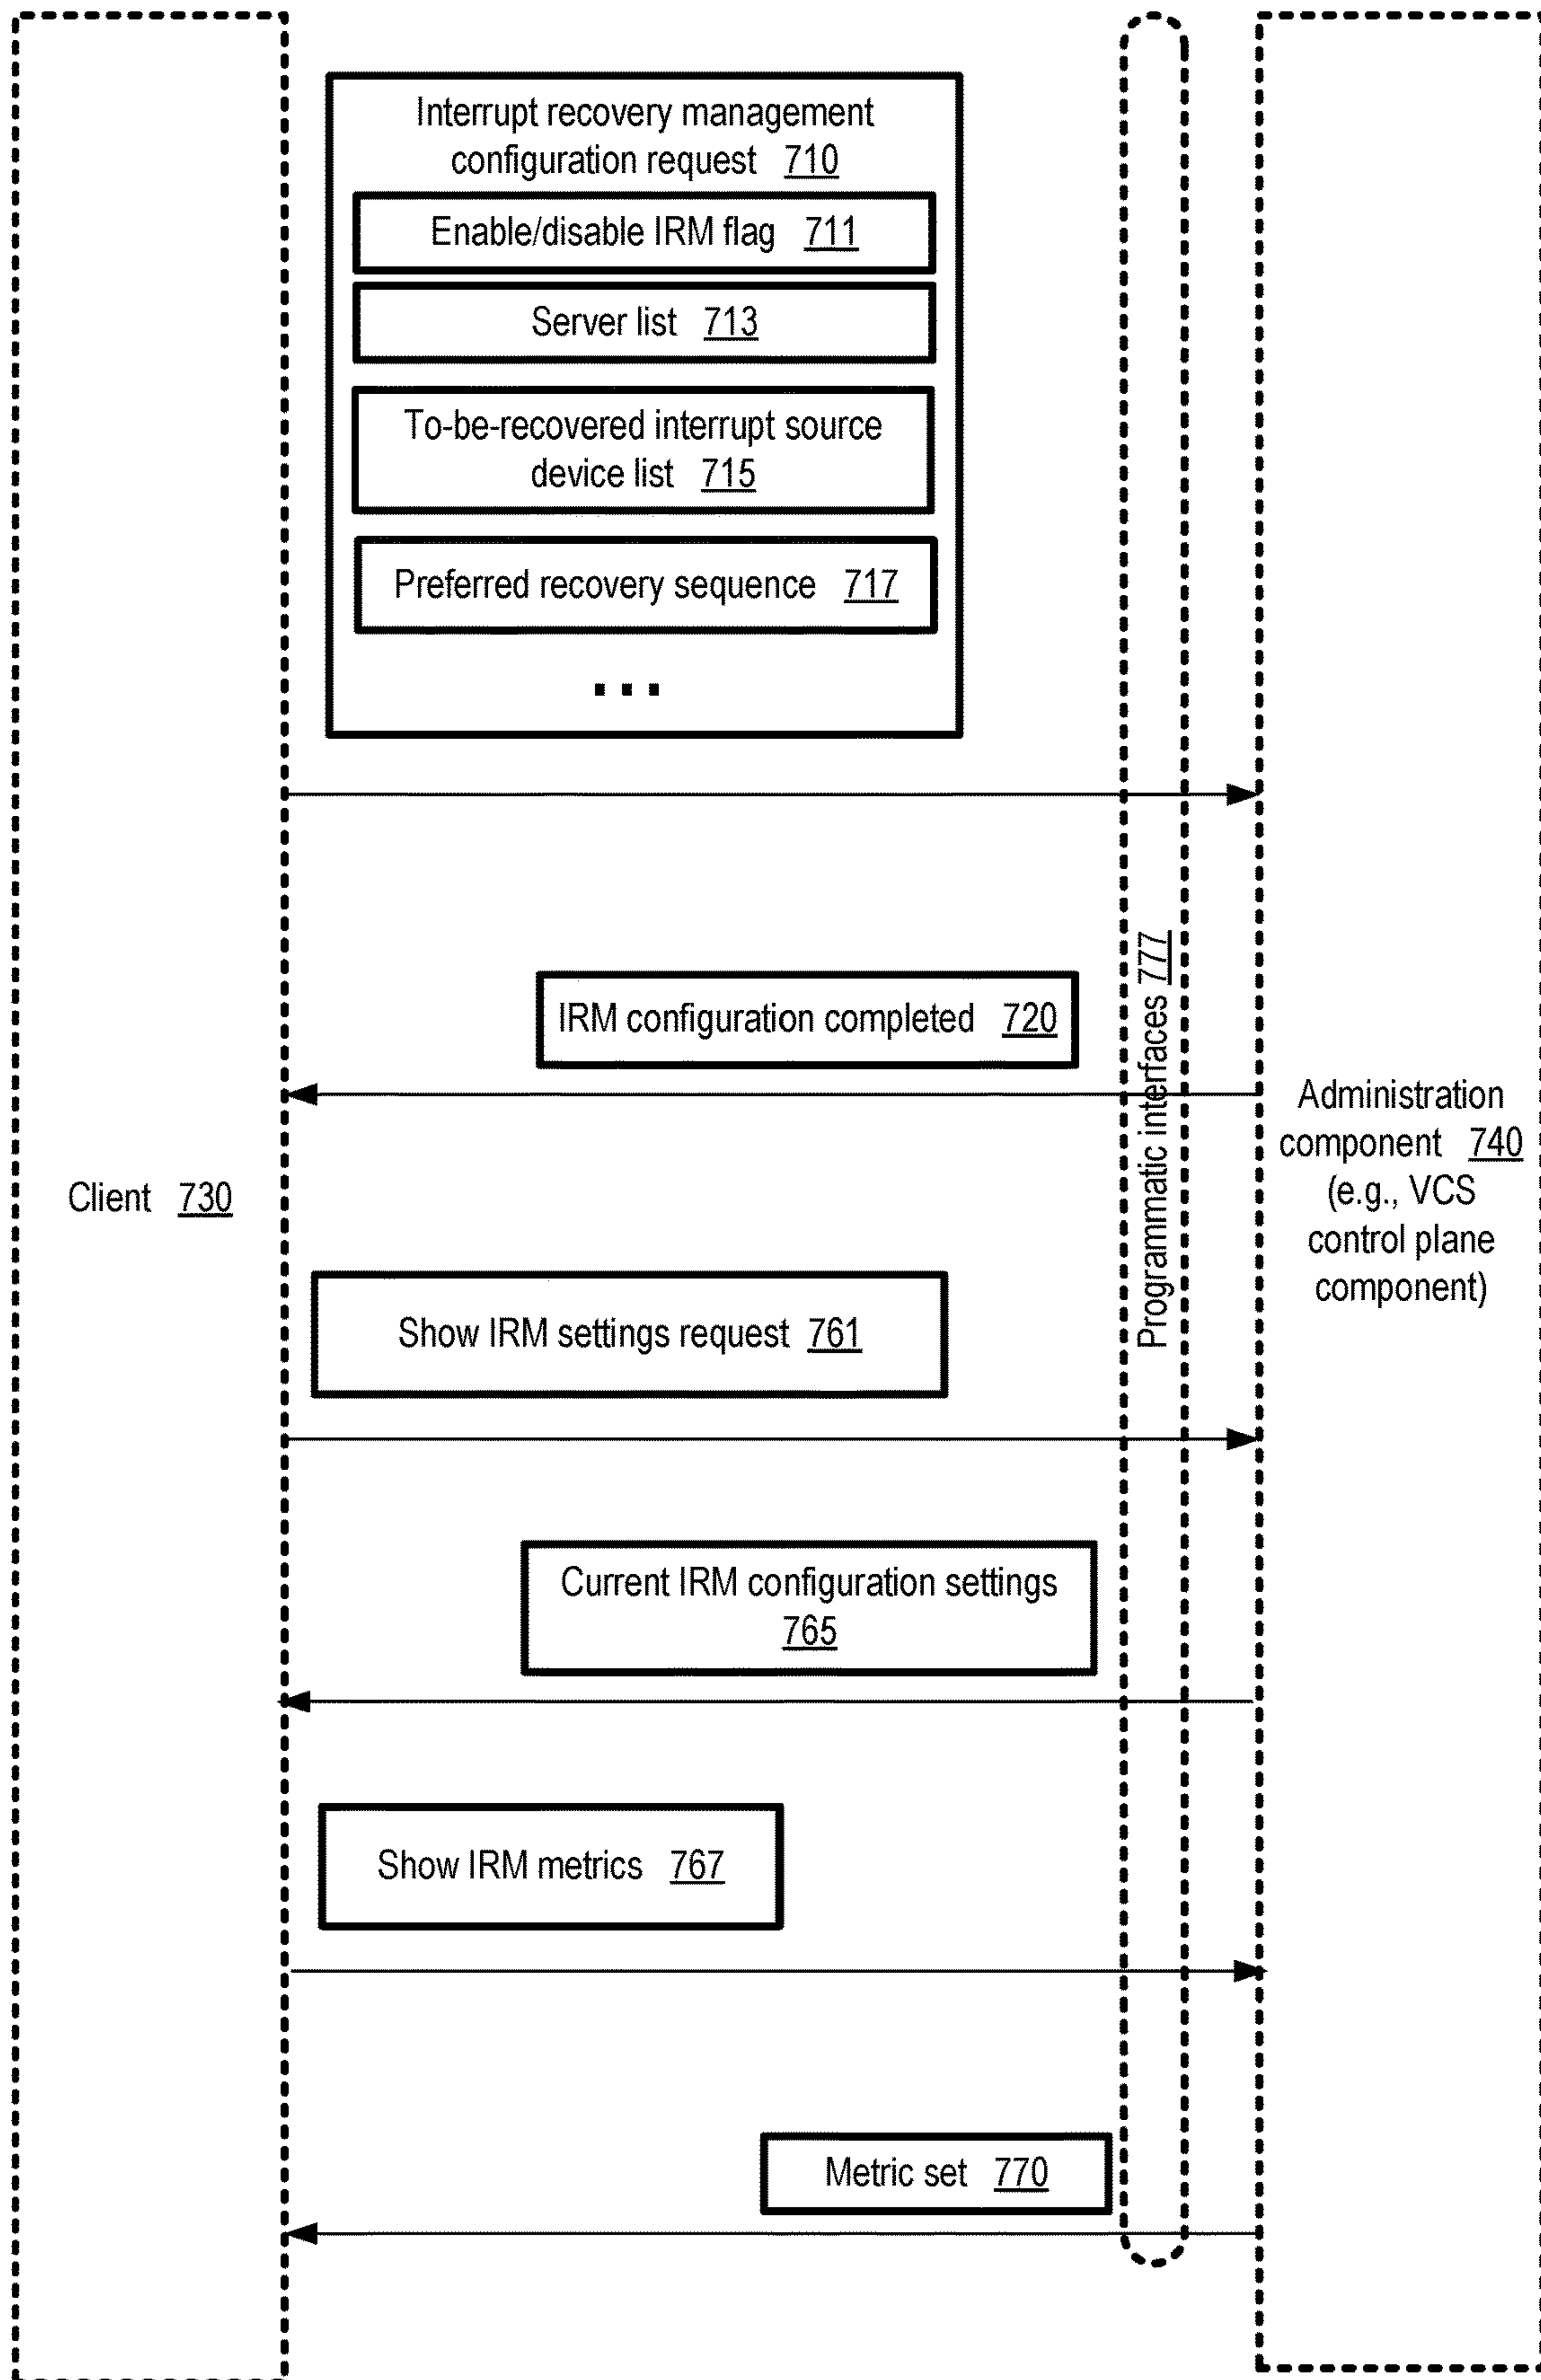 Interrupt recovery management
configuration request 710
Enable/disable IRM flag 711
Server list 713
To-be-recovered interrupt source
device list 715
Preferred recovery sequence 717
...
IRM configuration completed 720
Programmatic interfaces 777
Client 730
Administration
component 740
(e.g., VCS
control plane
component)
Show IRM settings request 761
Current IRM configuration settings
765
Show IRM metrics 767
Metric set 770